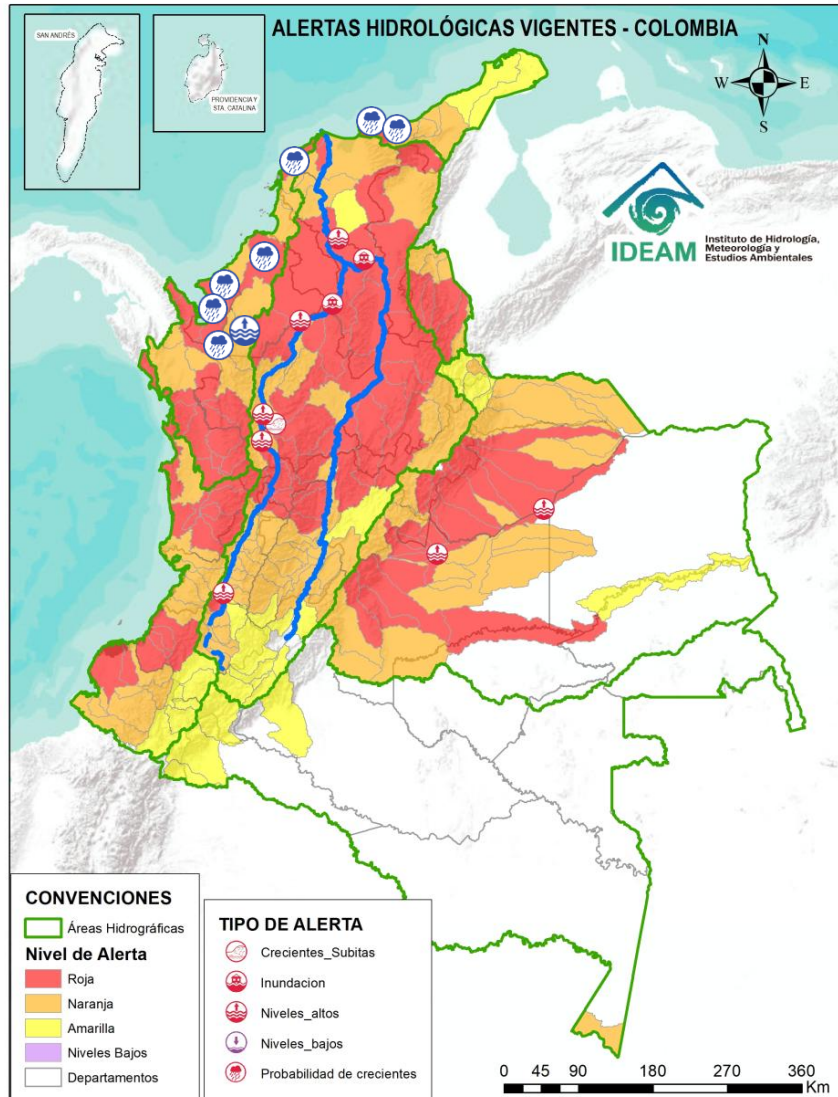 SAN ANDRÉS
PROVIDENCIA Y
STA. CATALINA
ALERTAS HIDROLÓGICAS VIGENTES - COLOMBIA
N
W
E
S
IDEAM
Instituto de Hidrología,
Meteorología y
Estudios Ambientales
CONVENCIONES
Áreas Hidrográficas
Nivel de Alerta
Roja
Naranja
Amarilla
Niveles Bajos
Departamentos
TIPO DE ALERTA
Crecientes_Subitas
Inundacion
Niveles_altos
Niveles_bajos
Probabilidad de crecientes
0 45 90 180 270 360
Km